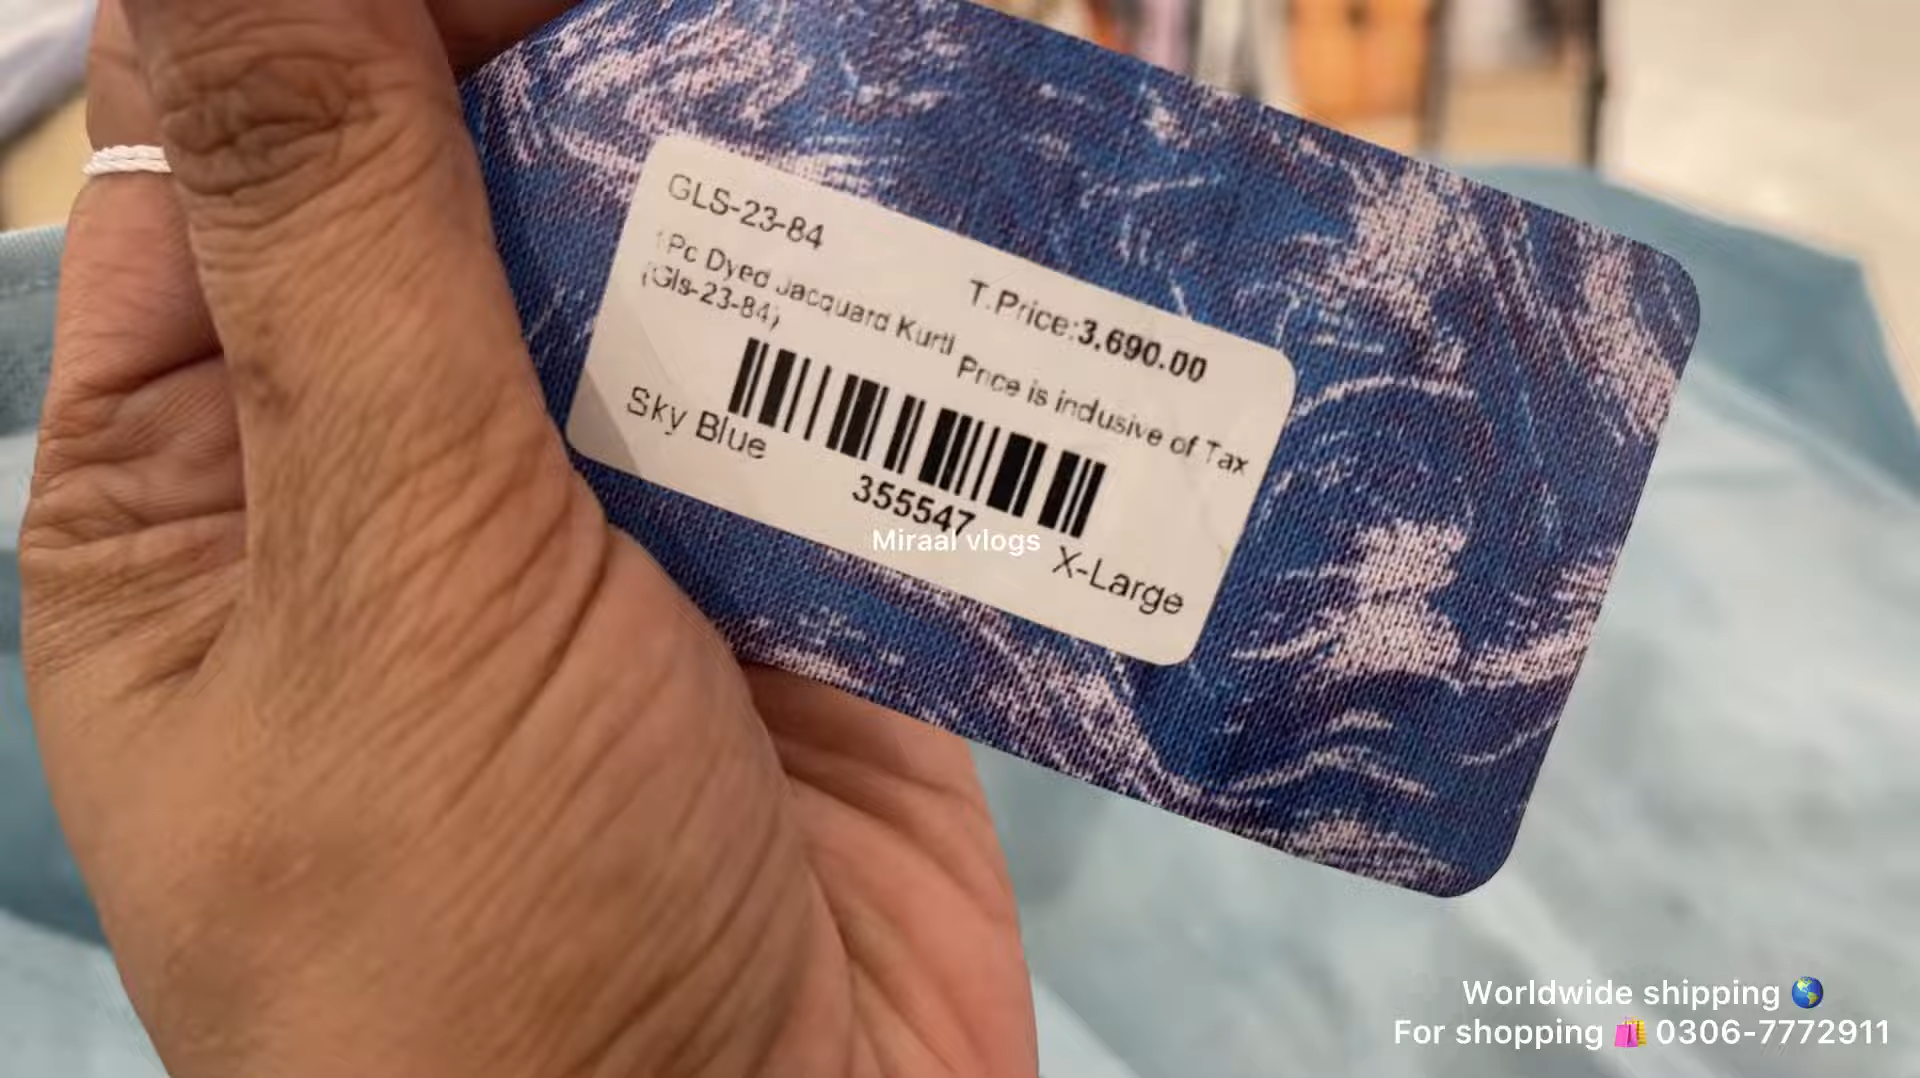 GLS-23-84
1Pc Dyed Jacquard Kurti
(Gls-23-84)
T.Price:3,690.00
Price is inclusive of Tax
Sky Blue
355547
X-Large
Miraal vlogs
Worldwide shipping 🌎
For shopping 🛍️ 0306-7772911